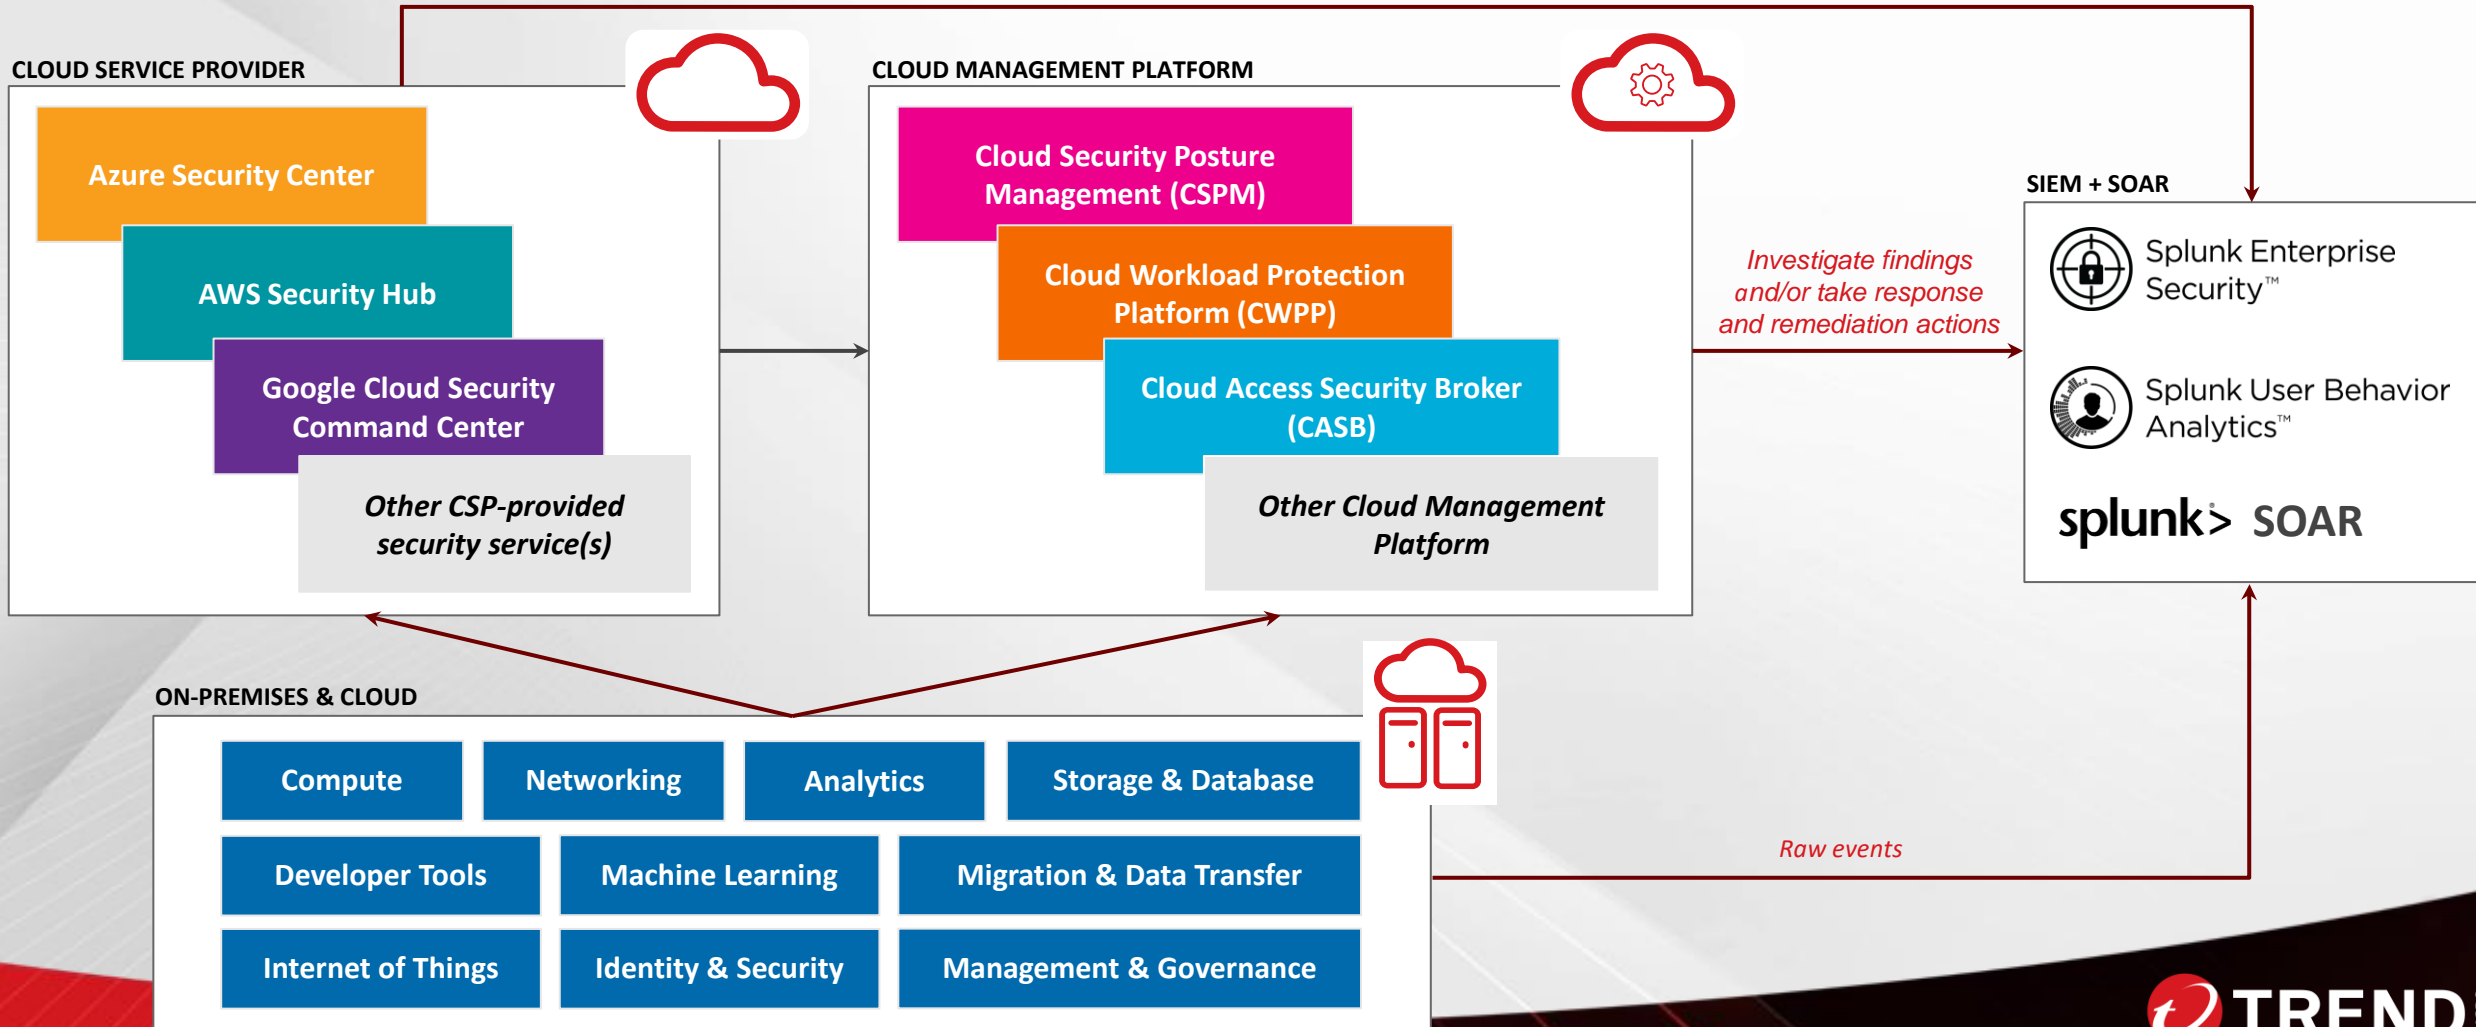 CLOUD SERVICE PROVIDER
Azure Security Center
AWS Security Hub
Google Cloud Security
Command Center
Other CSP-provided
security service(s)
CLOUD MANAGEMENT PLATFORM
Cloud Security Posture
Management (CSPM)
Cloud Workload Protection
Platform (CWPP)
Cloud Access Security Broker
(CASB)
Other Cloud Management
Platform
Investigate findings
and/or take response
and remediation actions
SIEM + SOAR
Splunk Enterprise
Security™
Splunk User Behavior
Analytics™
splunk> SOAR
ON-PREMISES & CLOUD
Compute
Networking
Analytics
Storage & Database
Developer Tools
Machine Learning
Migration & Data Transfer
Internet of Things
Identity & Security
Management & Governance
Raw events
TREND